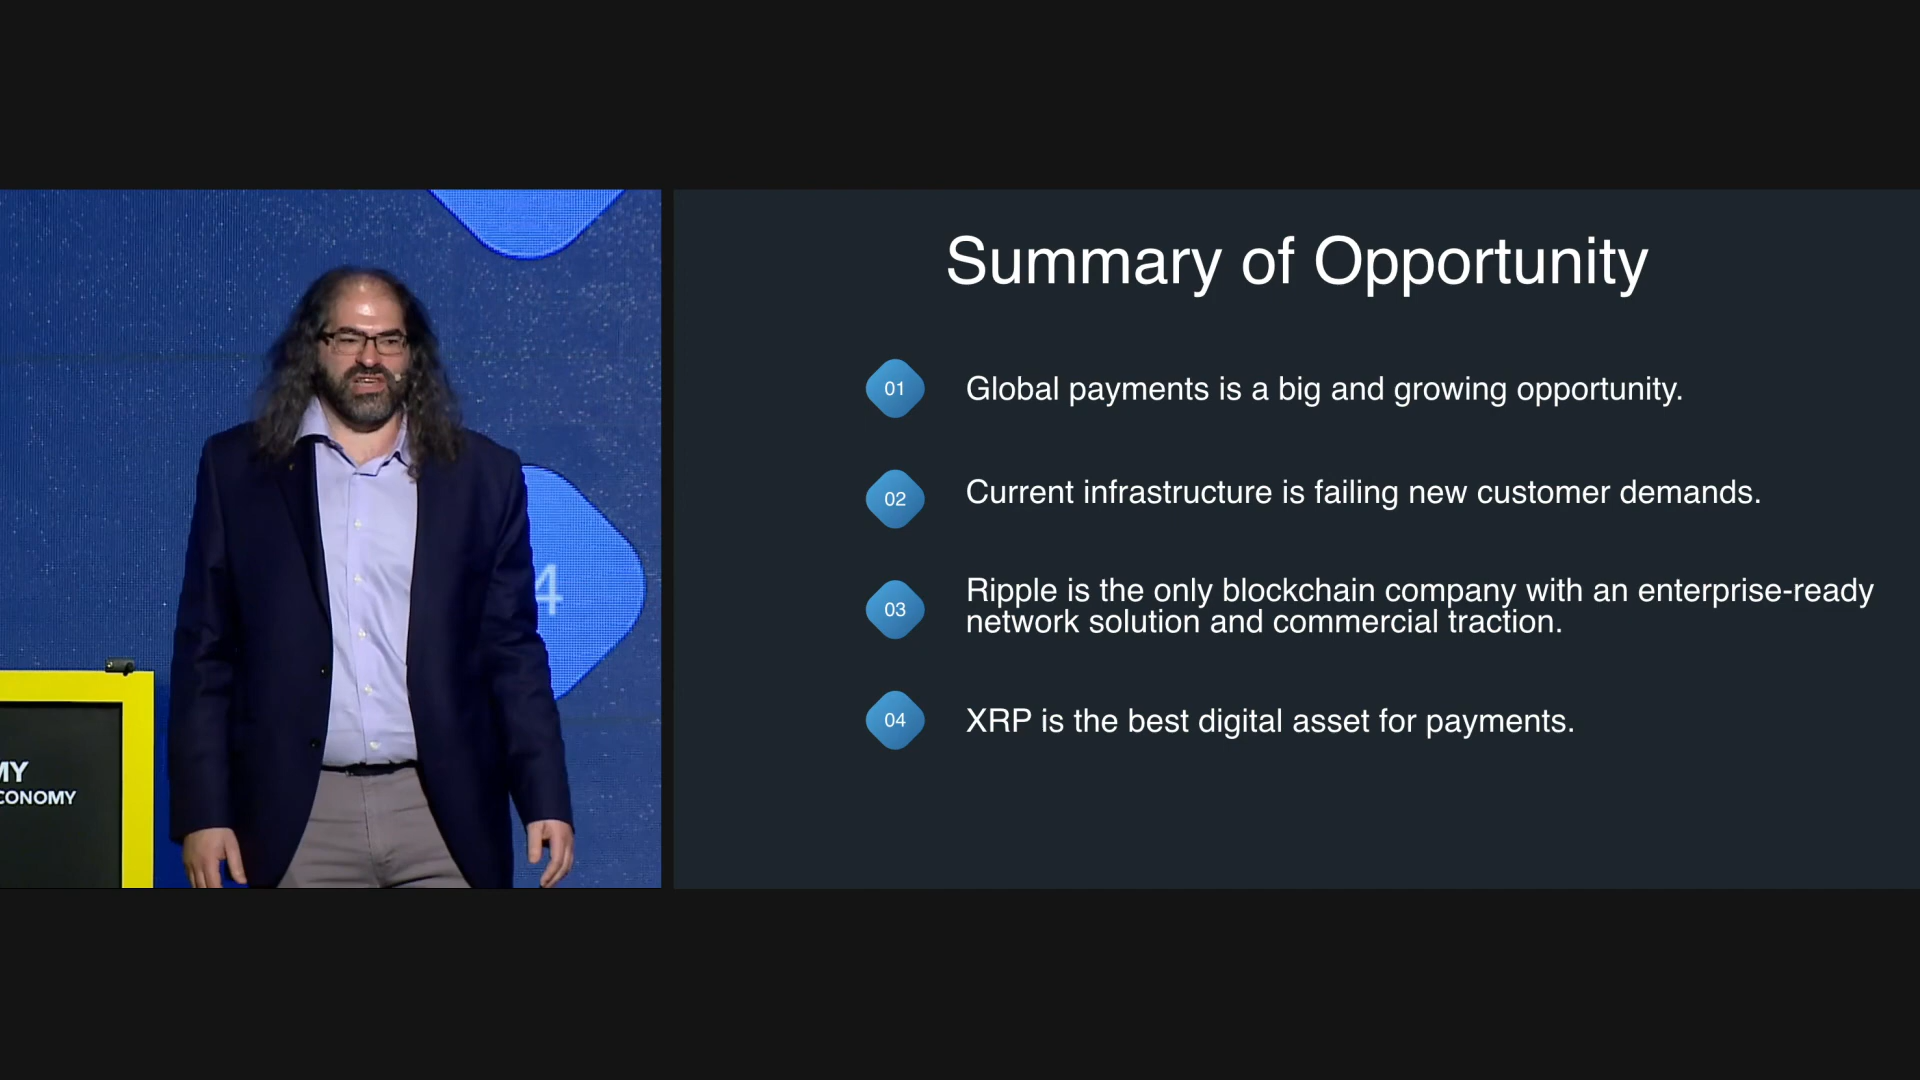 Summary of Opportunity
01 Global payments is a big and growing opportunity.
02 Current infrastructure is failing new customer demands.
03 Ripple is the only blockchain company with an enterprise-ready
network solution and commercial traction.
04 XRP is the best digital asset for payments.
4
MY
CONOMY